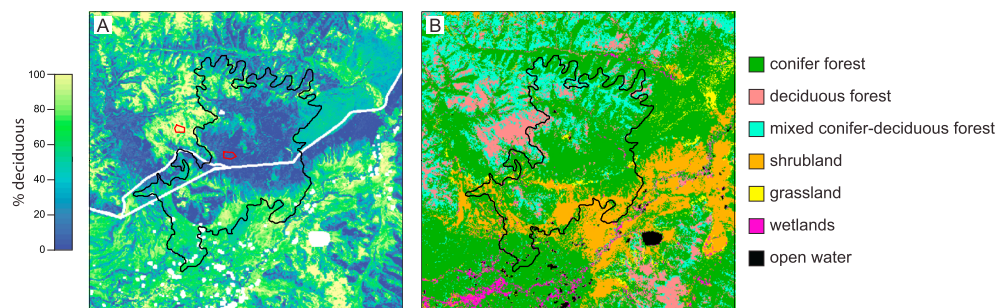 A
B
100
80
60
40
20
0
% deciduous
conifer forest
deciduous forest
mixed conifer-deciduous forest
shrubland
grassland
wetlands
open water